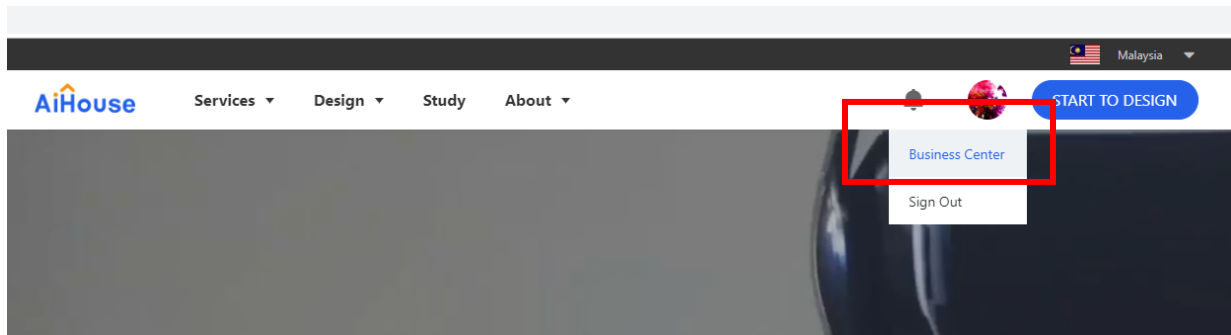 Malaysia
AiHouse Services Design Study About START TO DESIGN
Business Center
Sign Out